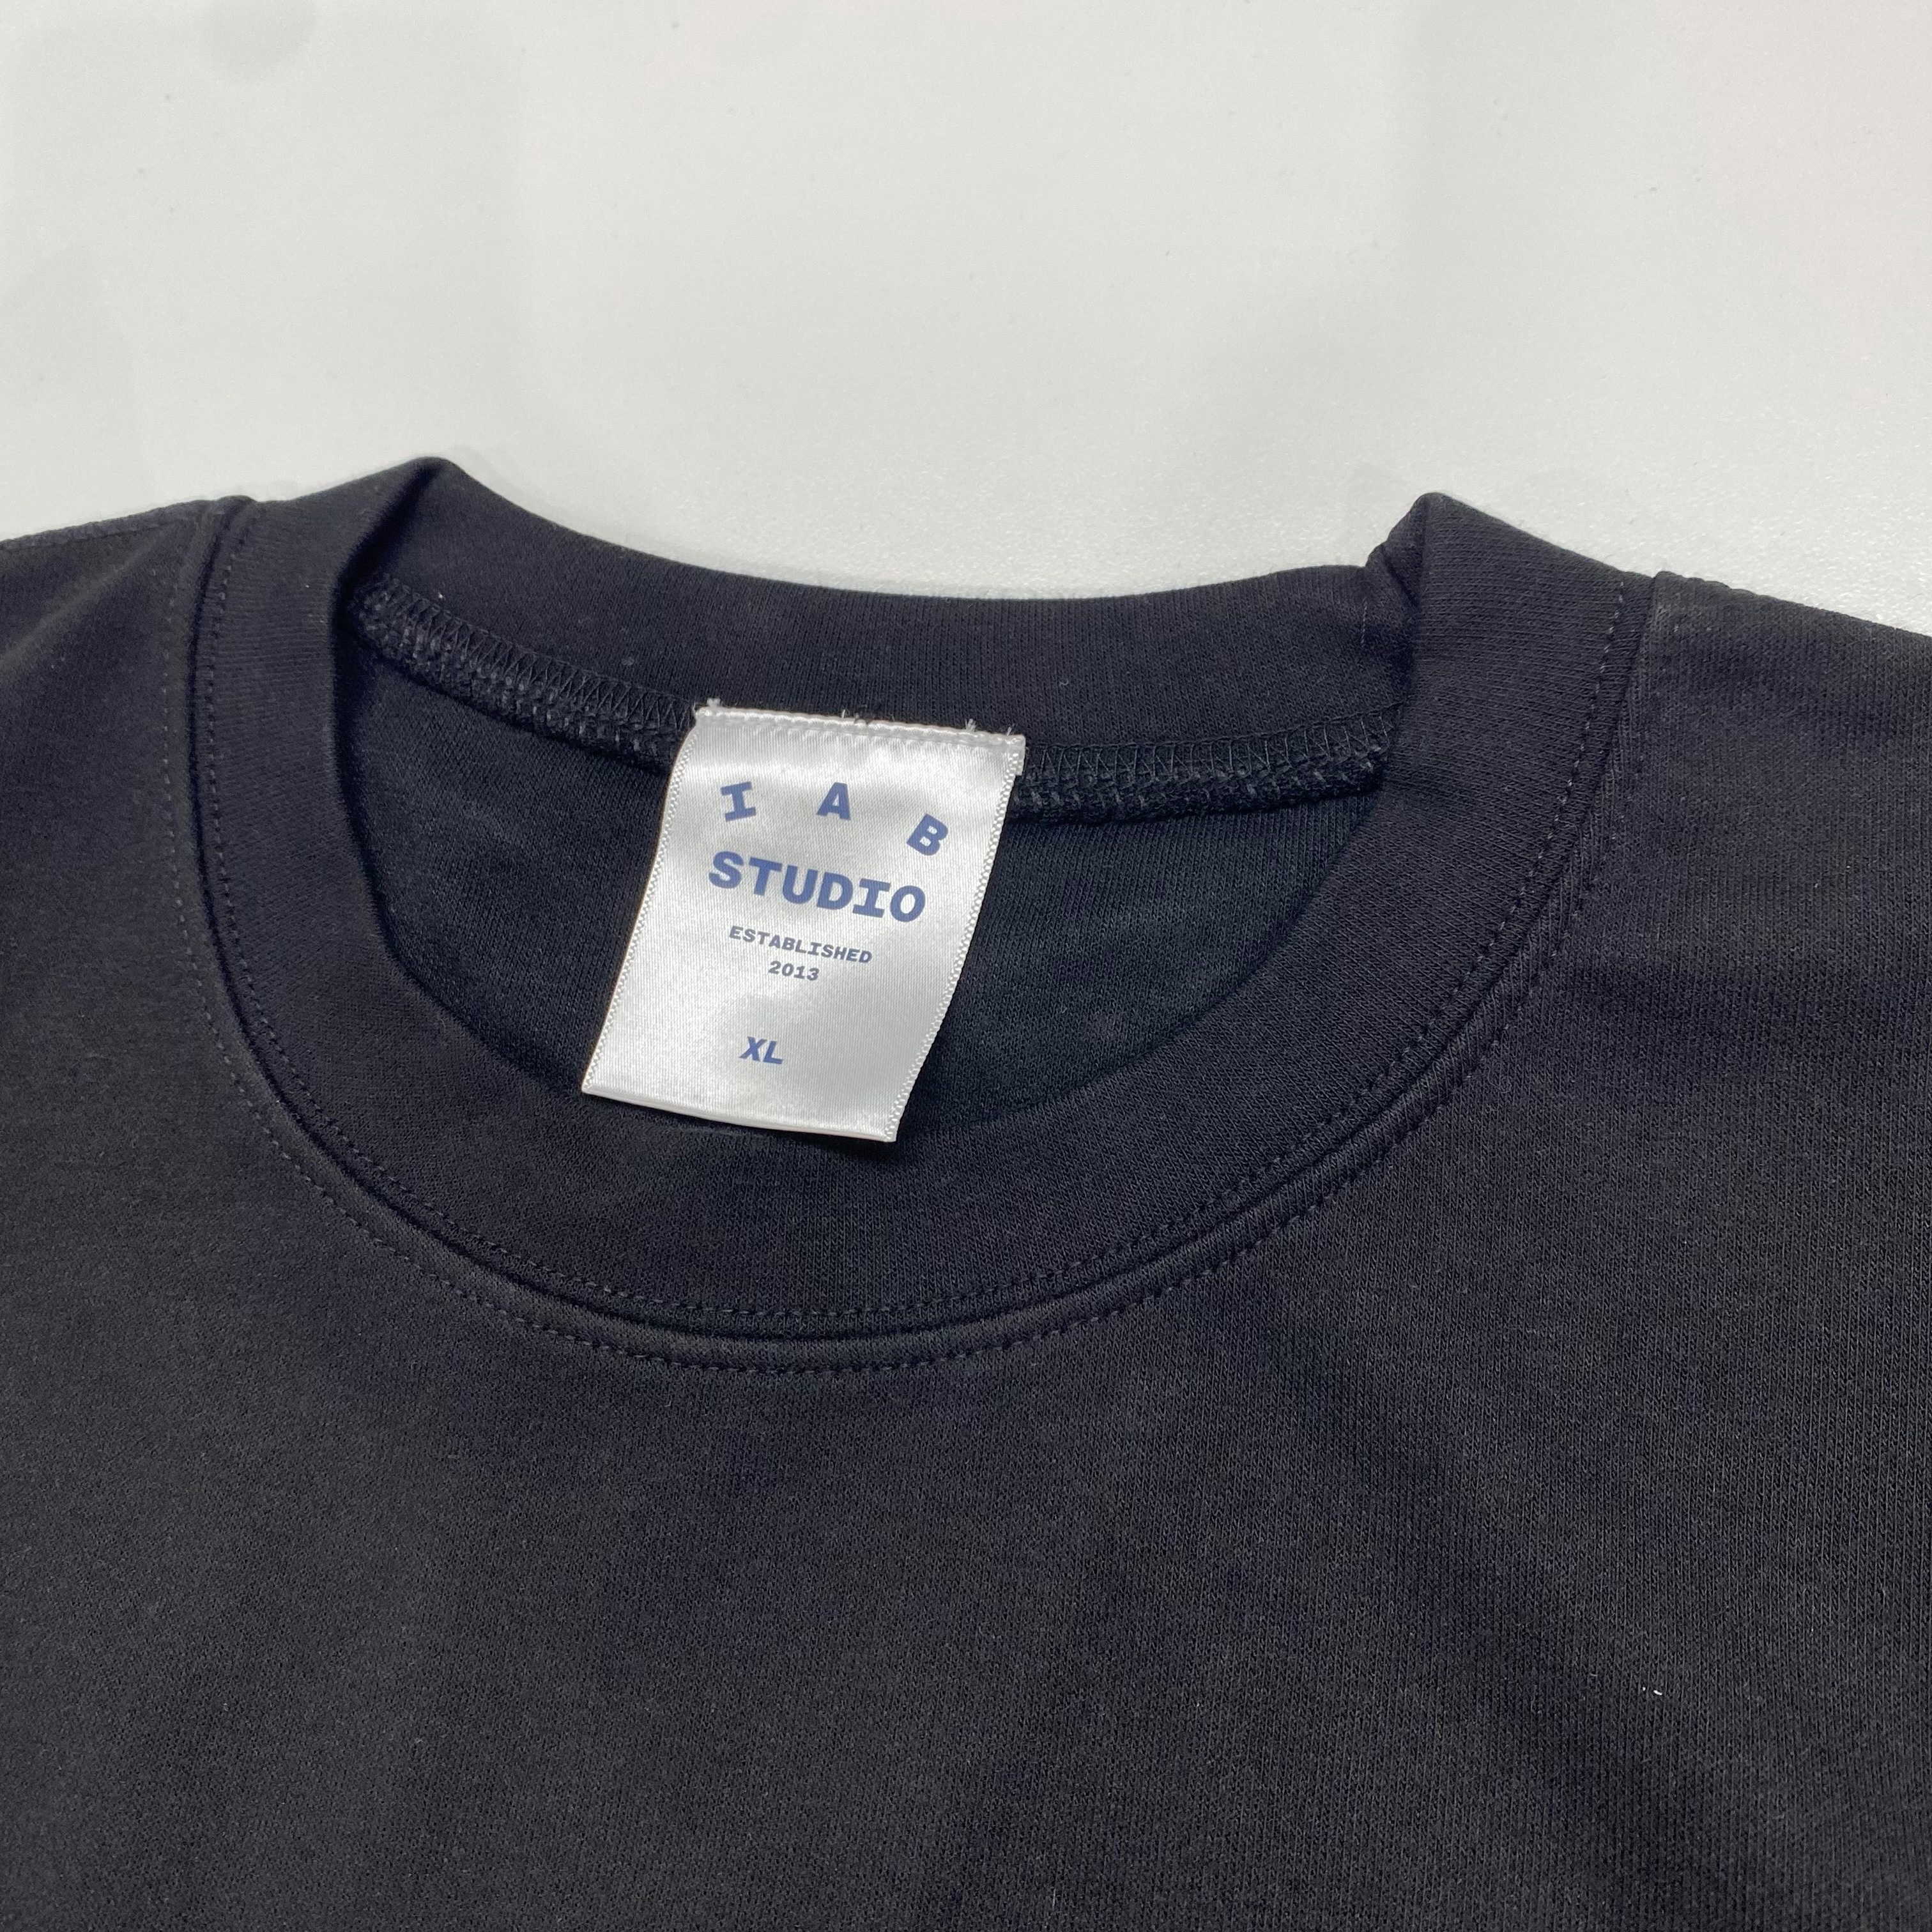 I A B
STUDIO
ESTABLISHED
2013
XL